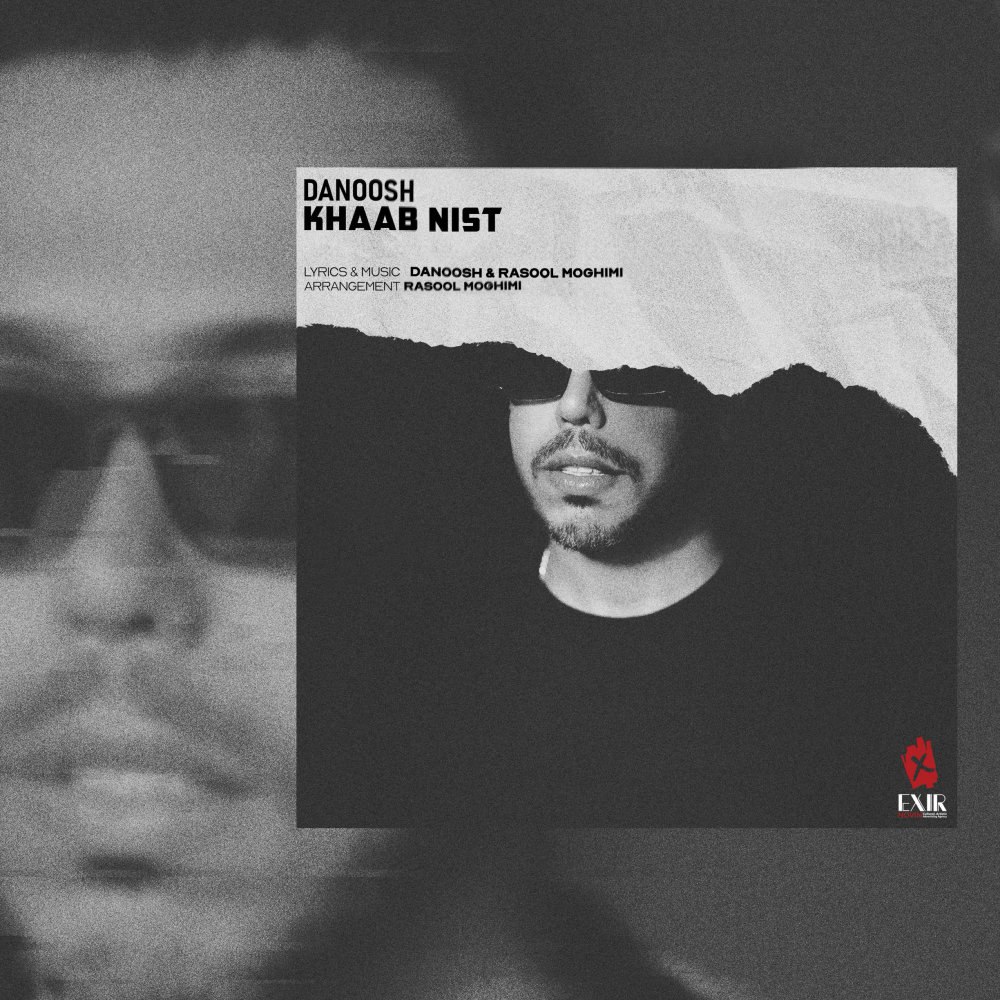 DANOOSH
KHAAB NIST
LYRICS & MUSIC DANOOSH & RASOOL MOGHIMI
ARRANGEMENT RASOOL MOGHIMI
EXIR